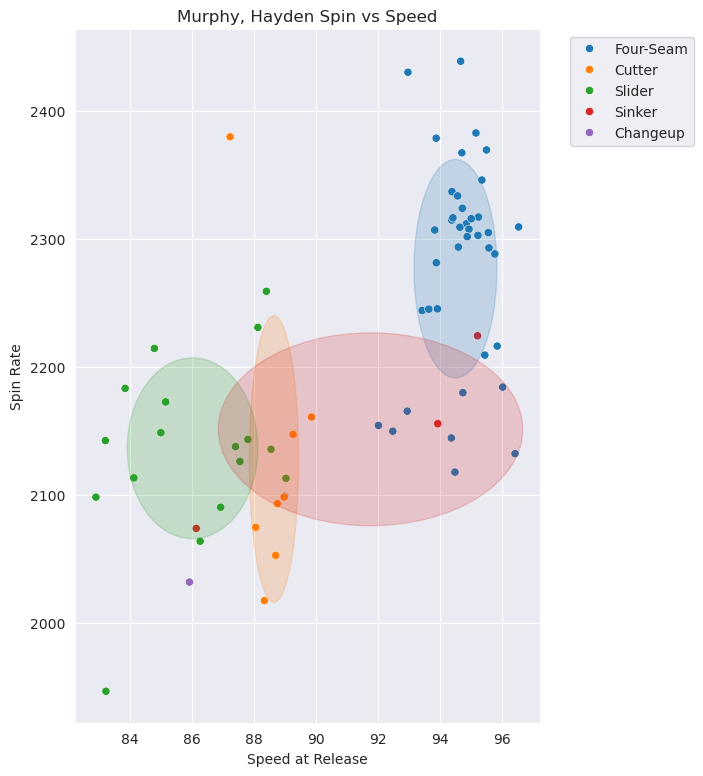 Murphy, Hayden Spin vs Speed
Four-Seam
Cutter
Slider
Sinker
Changeup
Spin Rate
2400
2300
2200
2100
2000
84 86 88 90 92 94 96
Speed at Release